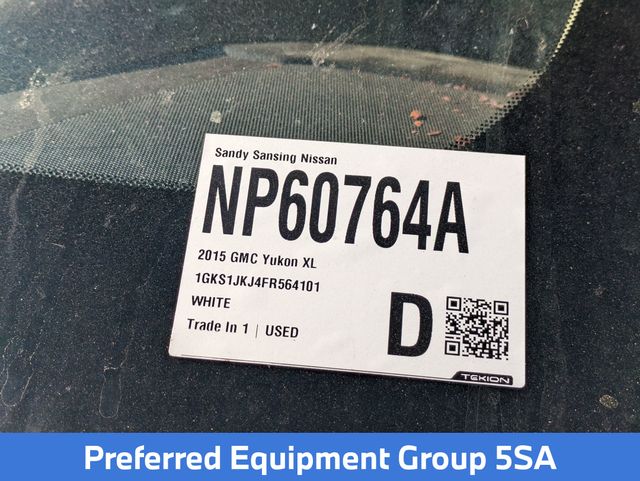 Sandy Sansing Nissan
NP60764A
2015 GMC Yukon XL
1GKS1JKJ4FR564101
WHITE
Trade In 1 | USED
D
TEKION
Preferred Equipment Group 5SA